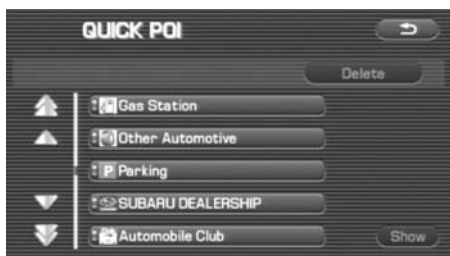 QUICK POI
Delete
Gas Station
Other Automotive
P Parking
SUBARU DEALERSHIP
Automobile Club
Show